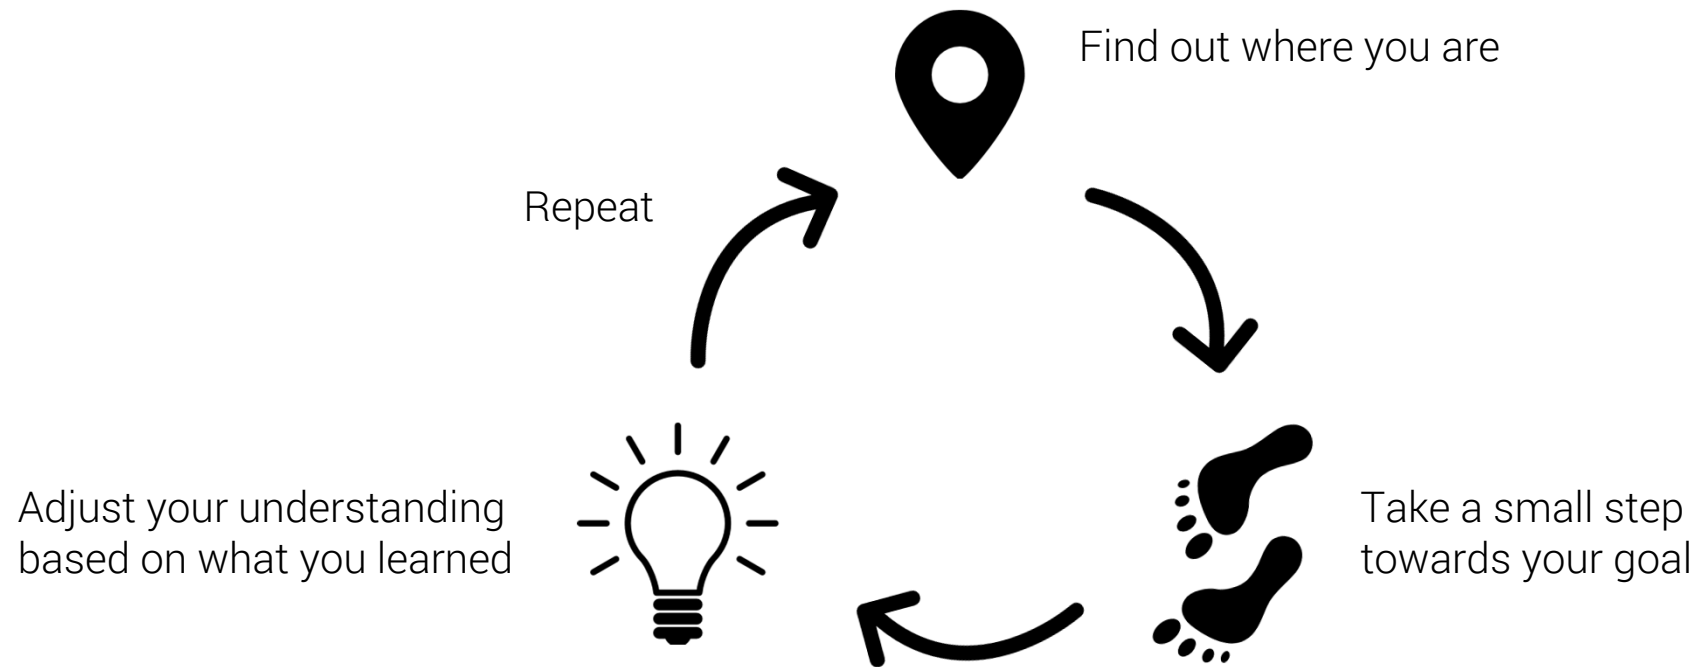 Find out where you are
Repeat
Take a small step
towards your goal
Adjust your understanding
based on what you learned